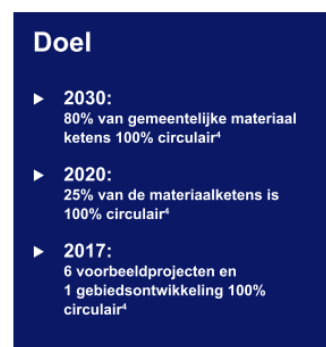 Doel
2030:
80% van gemeentelijke materiaal
ketens 100% circulair⁴
2020:
25% van de materiaalketens is
100% circulair⁴
2017:
6 voorbeeldprojecten en
1 gebiedsontwikkeling 100%
circulair⁴